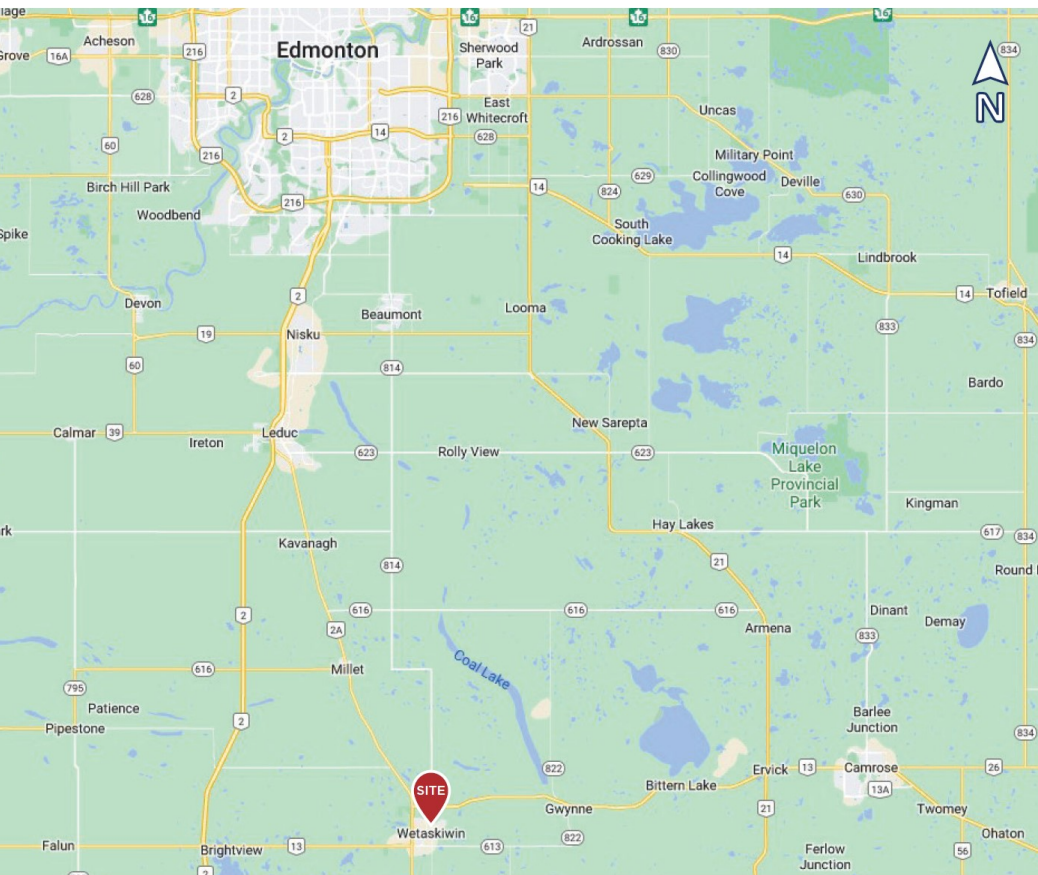 16
16
16
16
Acheson
16A
216
Edmonton
Sherwood
Park
21
Ardrossan
830
834
N
628
2
East
Whitecroft
216
Uncas
60
2
14
628
216
Military Point
Birch Hill Park
14
629
824
Collingwood
Cove
Deville
630
Woodbend
216
South
Cooking Lake
14
Lindbrook
Devon
2
14
Tofield
Beaumont
Looma
19
Nisku
833
834
60
814
Bardo
Calmar
39
Ireton
Leduc
New Sarepta
623
Rolly View
623
Miquelon
Lake
Provincial
Park
Kingman
Hay Lakes
617
834
Kavanagh
814
21
Round
616
616
616
2
2A
Armena
Dinant
Demay
833
616
Millet
Coal Lake
795
Patience
Pipestone
2
Barlee
Junction
834
822
Ervick
13
Camrose
26
SITE
Bittern Lake
13A
Gwynne
21
Twomey
Wetaskiwin
822
Ohaton
Falun
Brightview
13
613
Ferlow
Junction
56
2